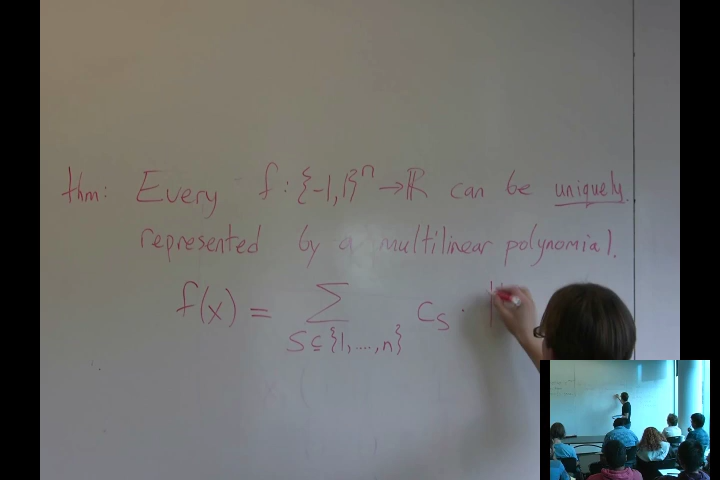 thm: Every f : {-1,1}ⁿ → ℝ can be uniquely
represented by a multilinear polynomial.
f(x) = ∑ c_S ·
S ⊆ {1,...,n}